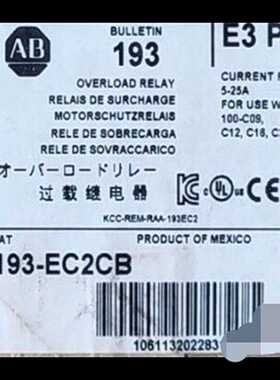 AB
BULLETIN
193
E3 P
OVERLOAD RELAY
RELAIS DE SURCHARGE
MOTORSCHUTZRELAIS
RELE DE SOBRECARGA
RELE DE SOVRACCARICO
オーバーロードリレー
过载继电器
CURRENT
5-25A
FOR USE W
100-C09,
C12, C16, C
KCC-REM-RAA-193EC2
AT
PRODUCT OF MEXICO
193-EC2CB
106113202283